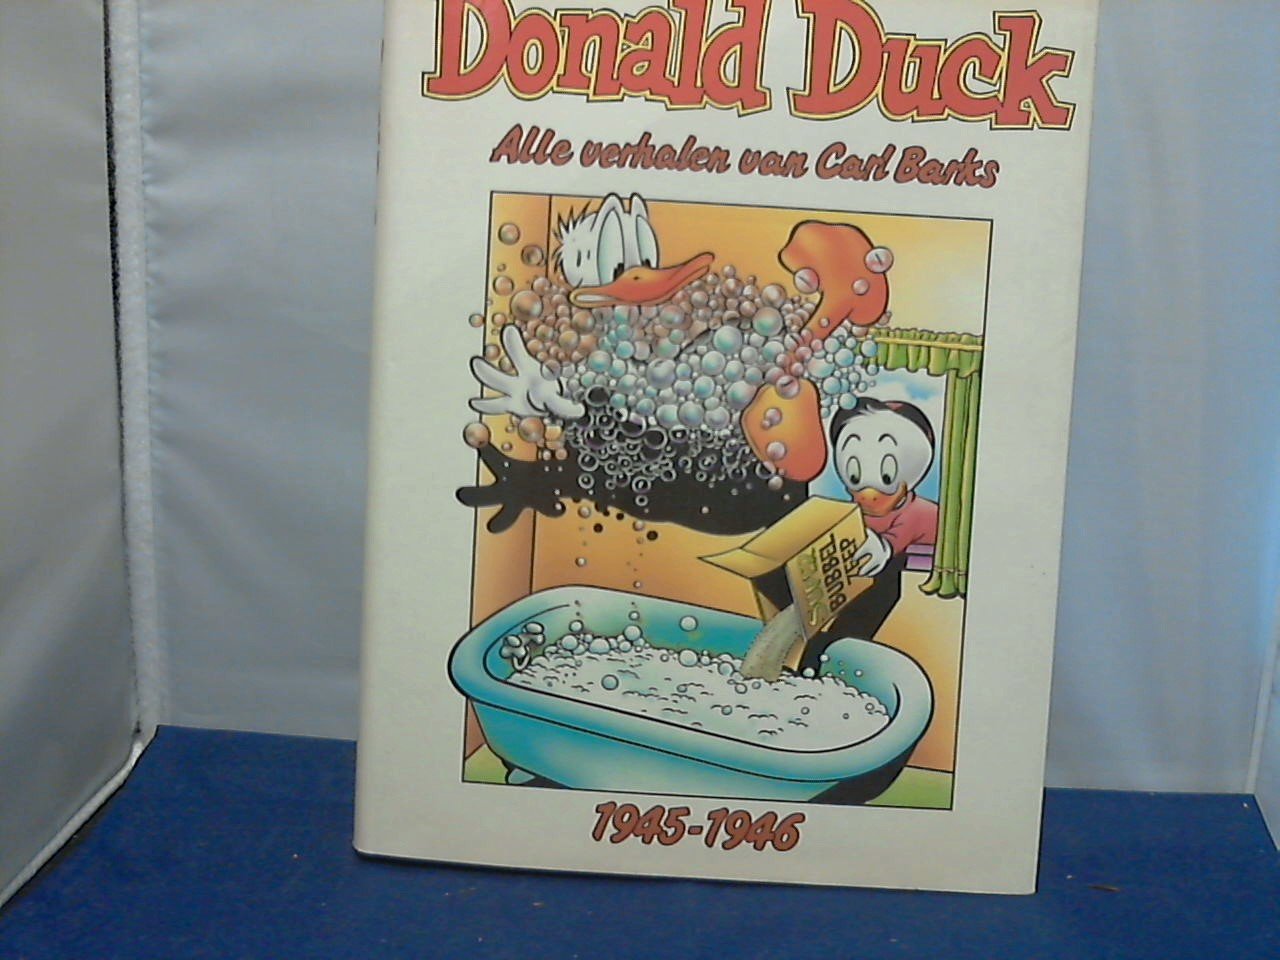 Donald Duck
Alle verhalen van Carl Barks
BUBBEL
ZEEP
1945-1946